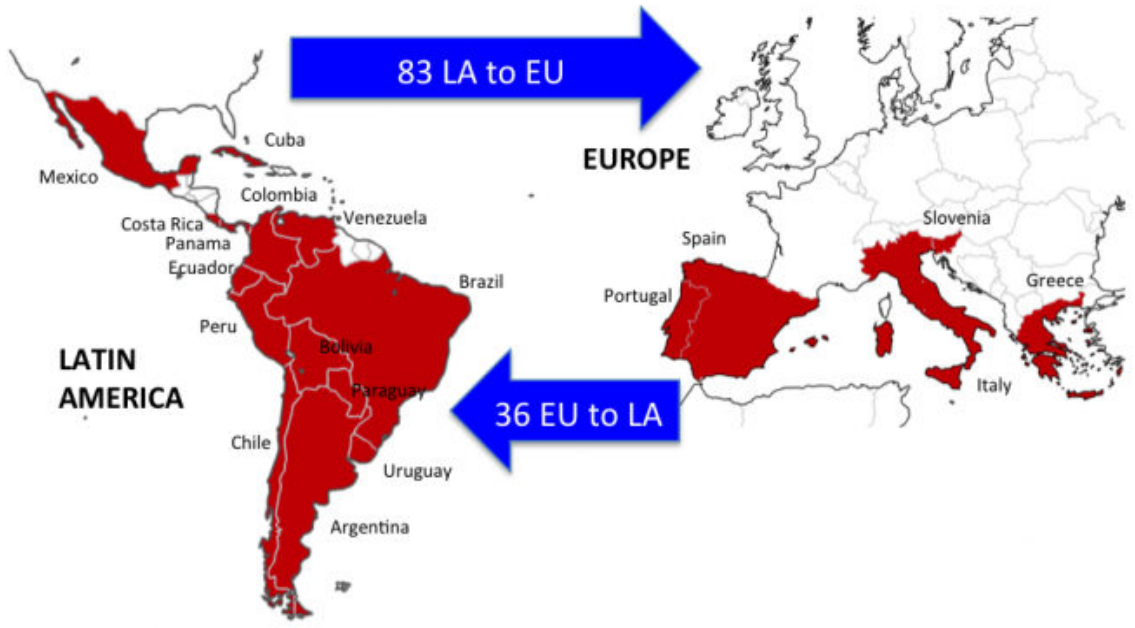 83 LA to EU
EUROPE
Cuba
Mexico
Colombia
Venezuela
Costa Rica
Panama
Ecuador
Brazil
Peru
Bolivia
Paraguay
LATIN
AMERICA
Chile
Uruguay
Argentina
Slovenia
Spain
Greece
Portugal
Italy
36 EU to LA